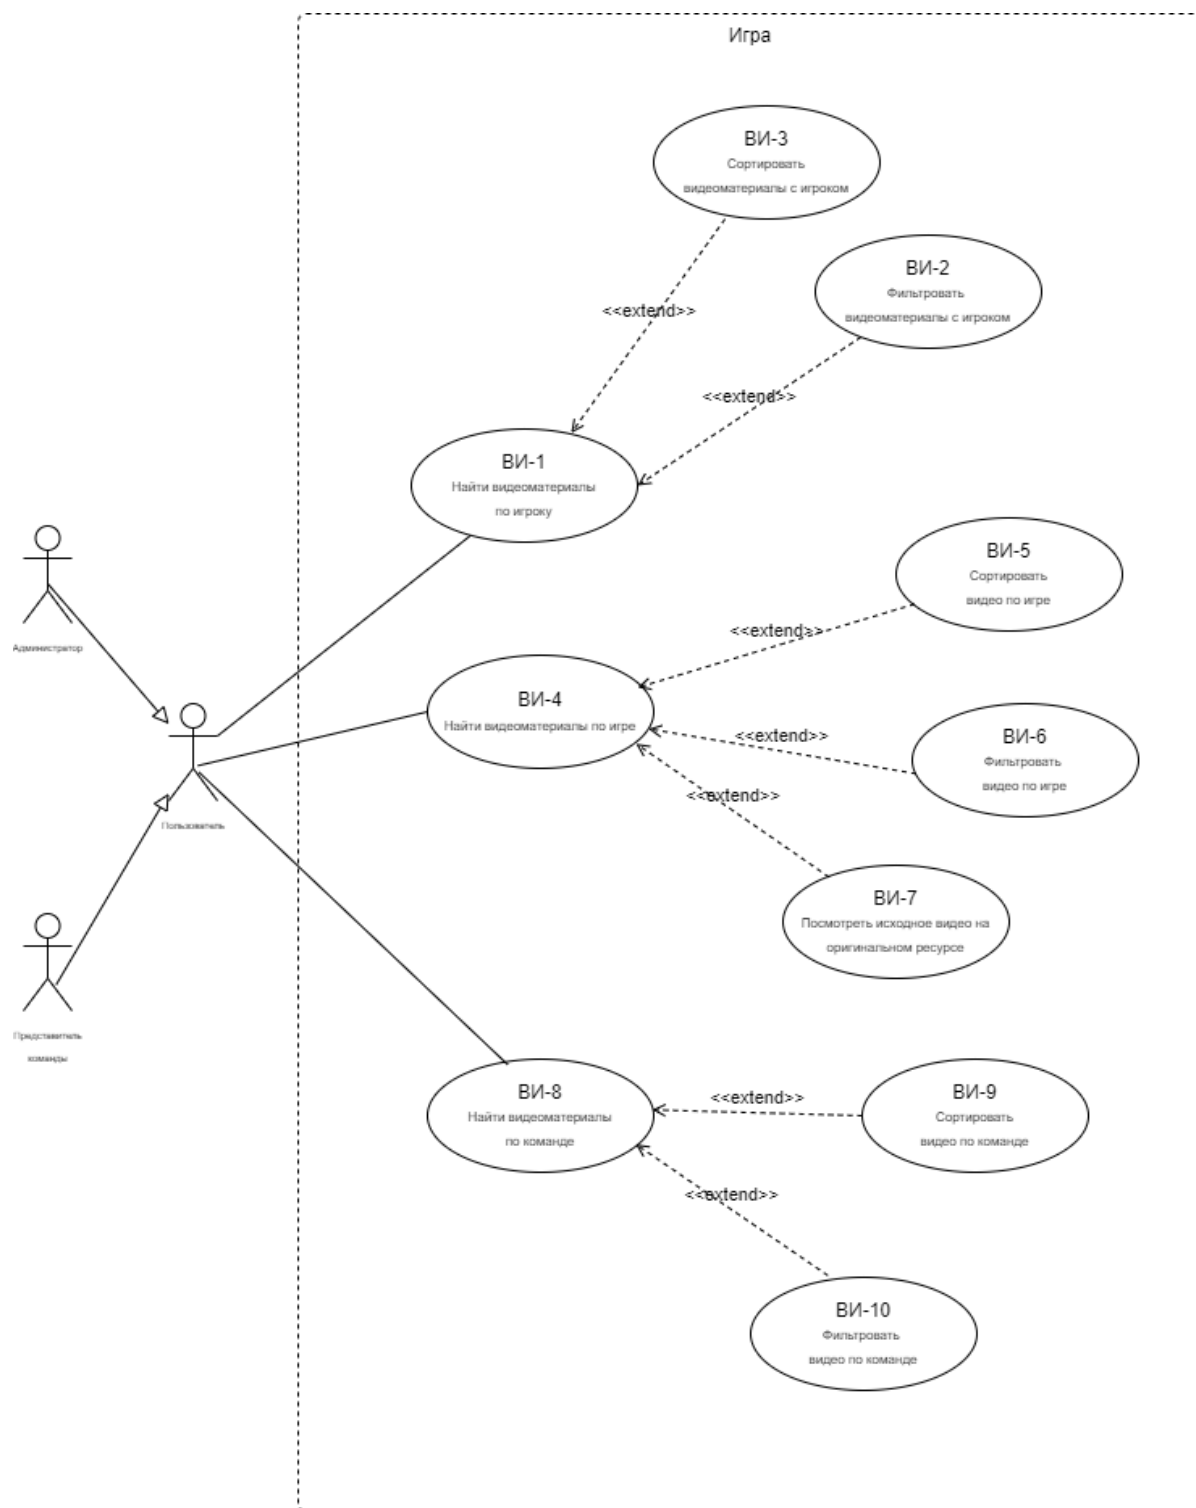 Игра
ВИ-3
Сортировать
видеоматериалы с игроком
ВИ-2
Фильтровать
видеоматериалы с игроком
<<extend>>
<<extend>>
ВИ-1
Найти видеоматериалы
по игроку
Администратор
ВИ-5
Сортировать
видео по игре
<<extend>>
ВИ-4
Найти видеоматериалы по игре
<<extend>>
ВИ-6
Фильтровать
видео по игре
<<extend>>
Пользователь
ВИ-7
Посмотреть исходное видео на
оригинальном ресурсе
Представитель
команды
ВИ-8
Найти видеоматериалы
по команде
<<extend>>
ВИ-9
Сортировать
видео по команде
<<extend>>
ВИ-10
Фильтровать
видео по команде